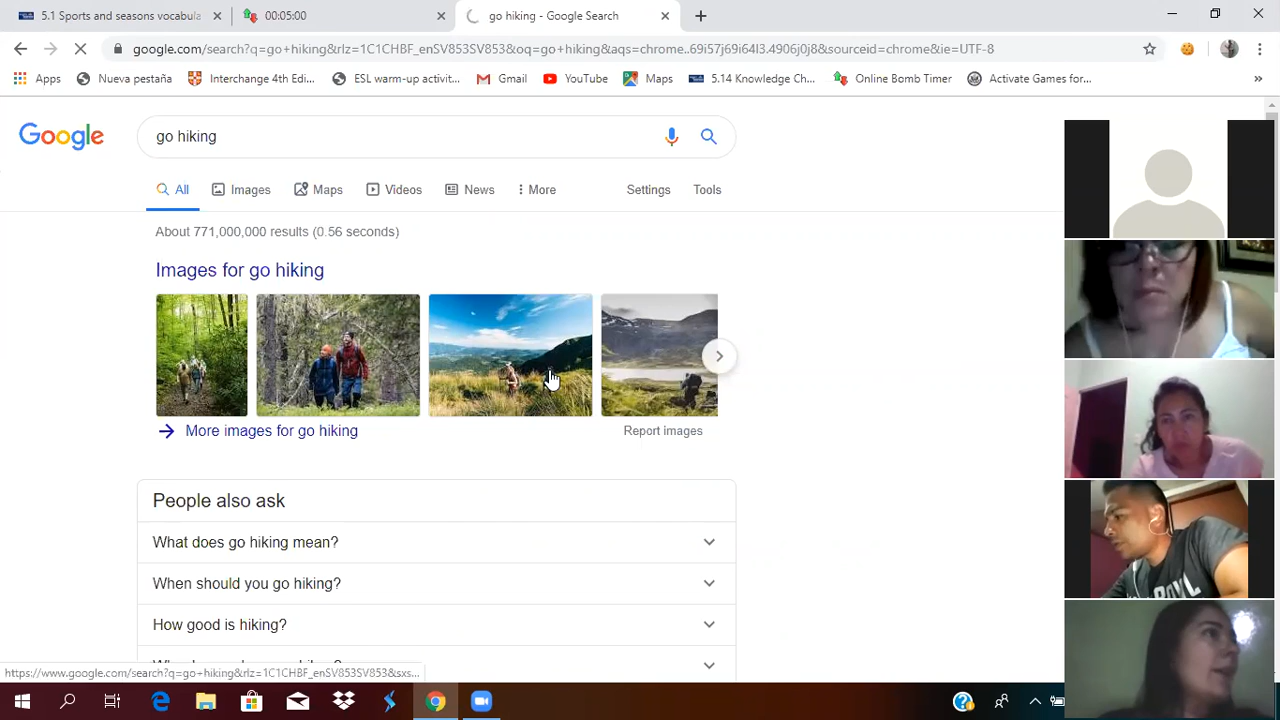 5.1 Sports and seasons vocabula
00:05:00
go hiking - Google Search
google.com/search?q=go+hiking&rlz=1C1CHBF_enSV853SV853&oq=go+hiking&aqs=chrome..69i57j69i64l3.4906j0j8&sourceid=chrome&ie=UTF-8
Apps
Nueva pestaña
Interchange 4th Edi...
ESL warm-up activit...
Gmail
YouTube
Maps
5.14 Knowledge Ch...
Online Bomb Timer
Activate Games for...
Google
go hiking
All
Images
Maps
Videos
News
More
Settings
Tools
About 771,000,000 results (0.56 seconds)
Images for go hiking
More images for go hiking
Report images
People also ask
What does go hiking mean?
When should you go hiking?
How good is hiking?
https://www.google.com/search?q=go+hiking&rlz=1C1CHBF_enSV853SV853&sxs...